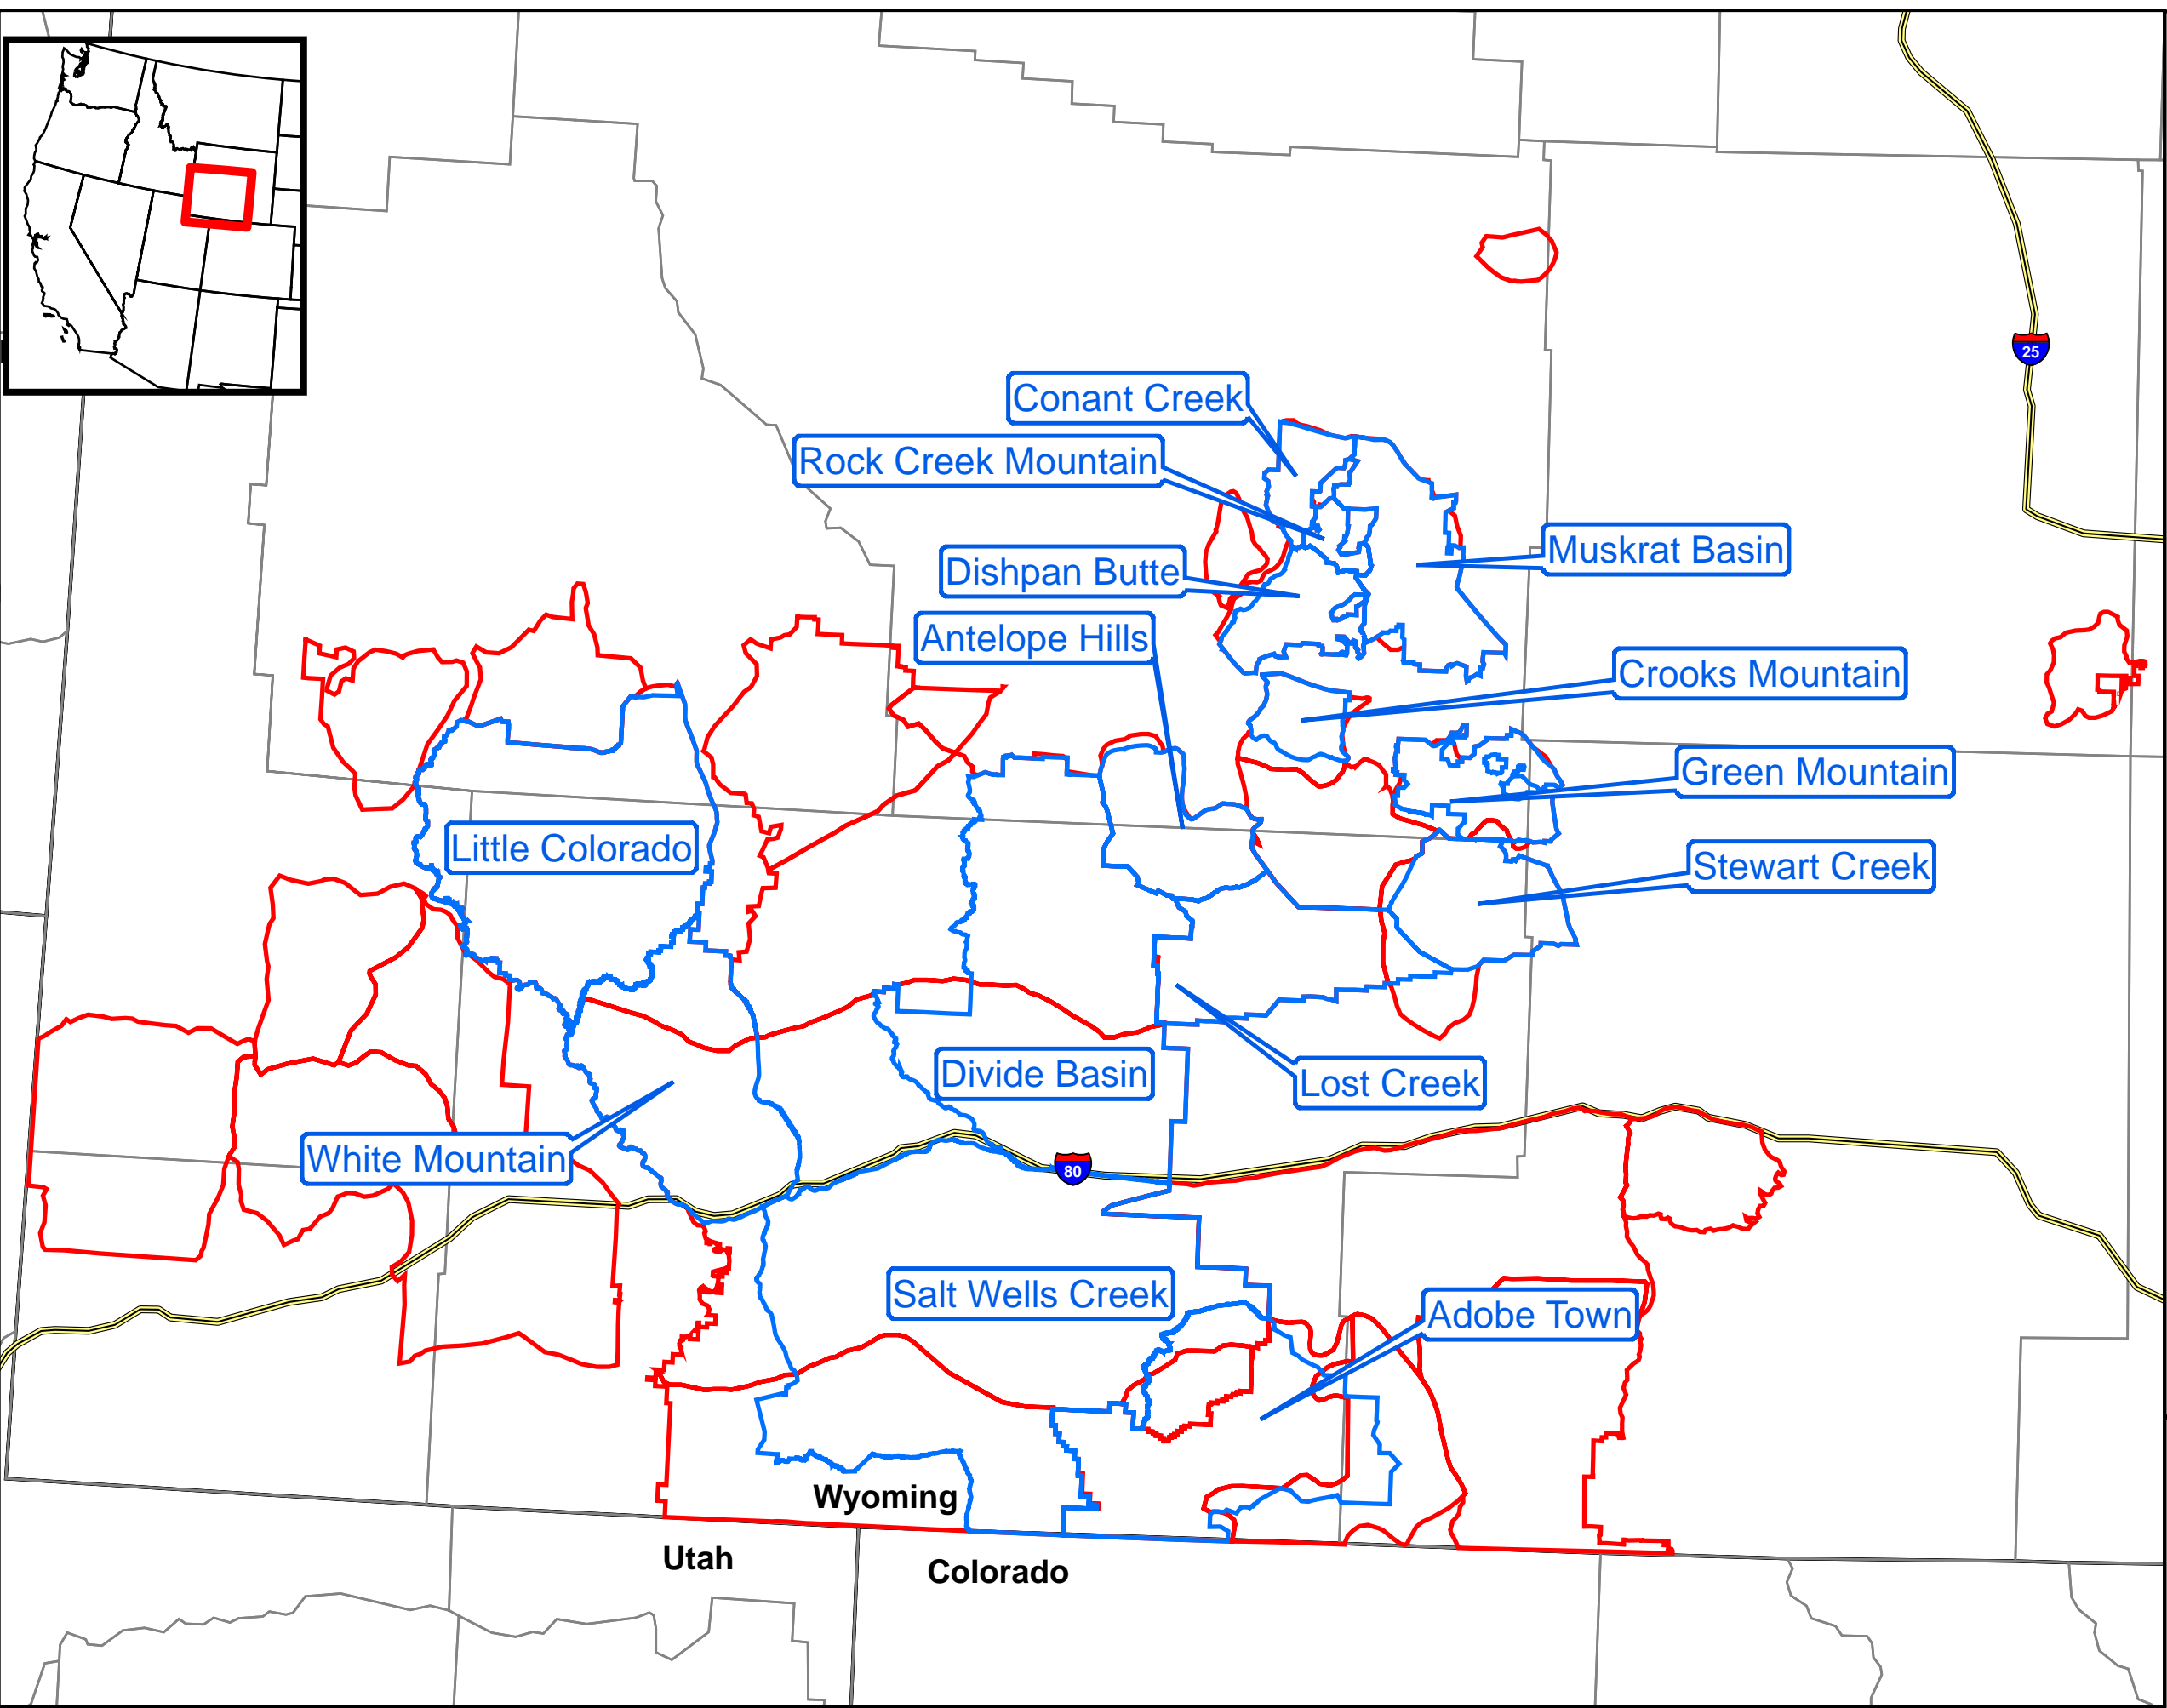 25
Conant Creek
Rock Creek Mountain
Muskrat Basin
Dishpan Butte
Antelope Hills
Crooks Mountain
Green Mountain
Little Colorado
Stewart Creek
Divide Basin
Lost Creek
White Mountain
80
Salt Wells Creek
Adobe Town
Wyoming
Utah
Colorado